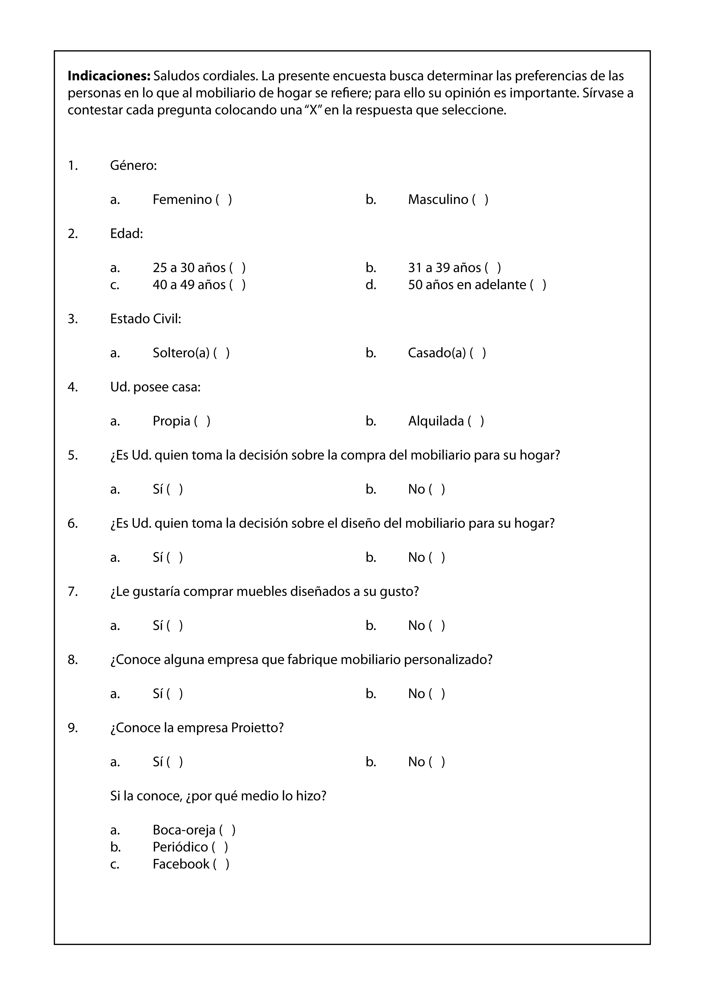 Indicaciones: Saludos cordiales. La presente encuesta busca determinar las preferencias de las
personas en lo que al mobiliario de hogar se refiere; para ello su opinión es importante. Sírvase a
contestar cada pregunta colocando una “X” en la respuesta que seleccione.
1. Género:
a. Femenino ( ) b. Masculino ( )
2. Edad:
a. 25 a 30 años ( ) b. 31 a 39 años ( )
c. 40 a 49 años ( ) d. 50 años en adelante ( )
3. Estado Civil:
a. Soltero(a) ( ) b. Casado(a) ( )
4. Ud. posee casa:
a. Propia ( ) b. Alquilada ( )
5. ¿Es Ud. quien toma la decisión sobre la compra del mobiliario para su hogar?
a. Sí ( ) b. No ( )
6. ¿Es Ud. quien toma la decisión sobre el diseño del mobiliario para su hogar?
a. Sí ( ) b. No ( )
7. ¿Le gustaría comprar muebles diseñados a su gusto?
a. Sí ( ) b. No ( )
8. ¿Conoce alguna empresa que fabrique mobiliario personalizado?
a. Sí ( ) b. No ( )
9. ¿Conoce la empresa Proietto?
a. Sí ( ) b. No ( )
Si la conoce, ¿por qué medio lo hizo?
a. Boca-oreja ( )
b. Periódico ( )
c. Facebook ( )